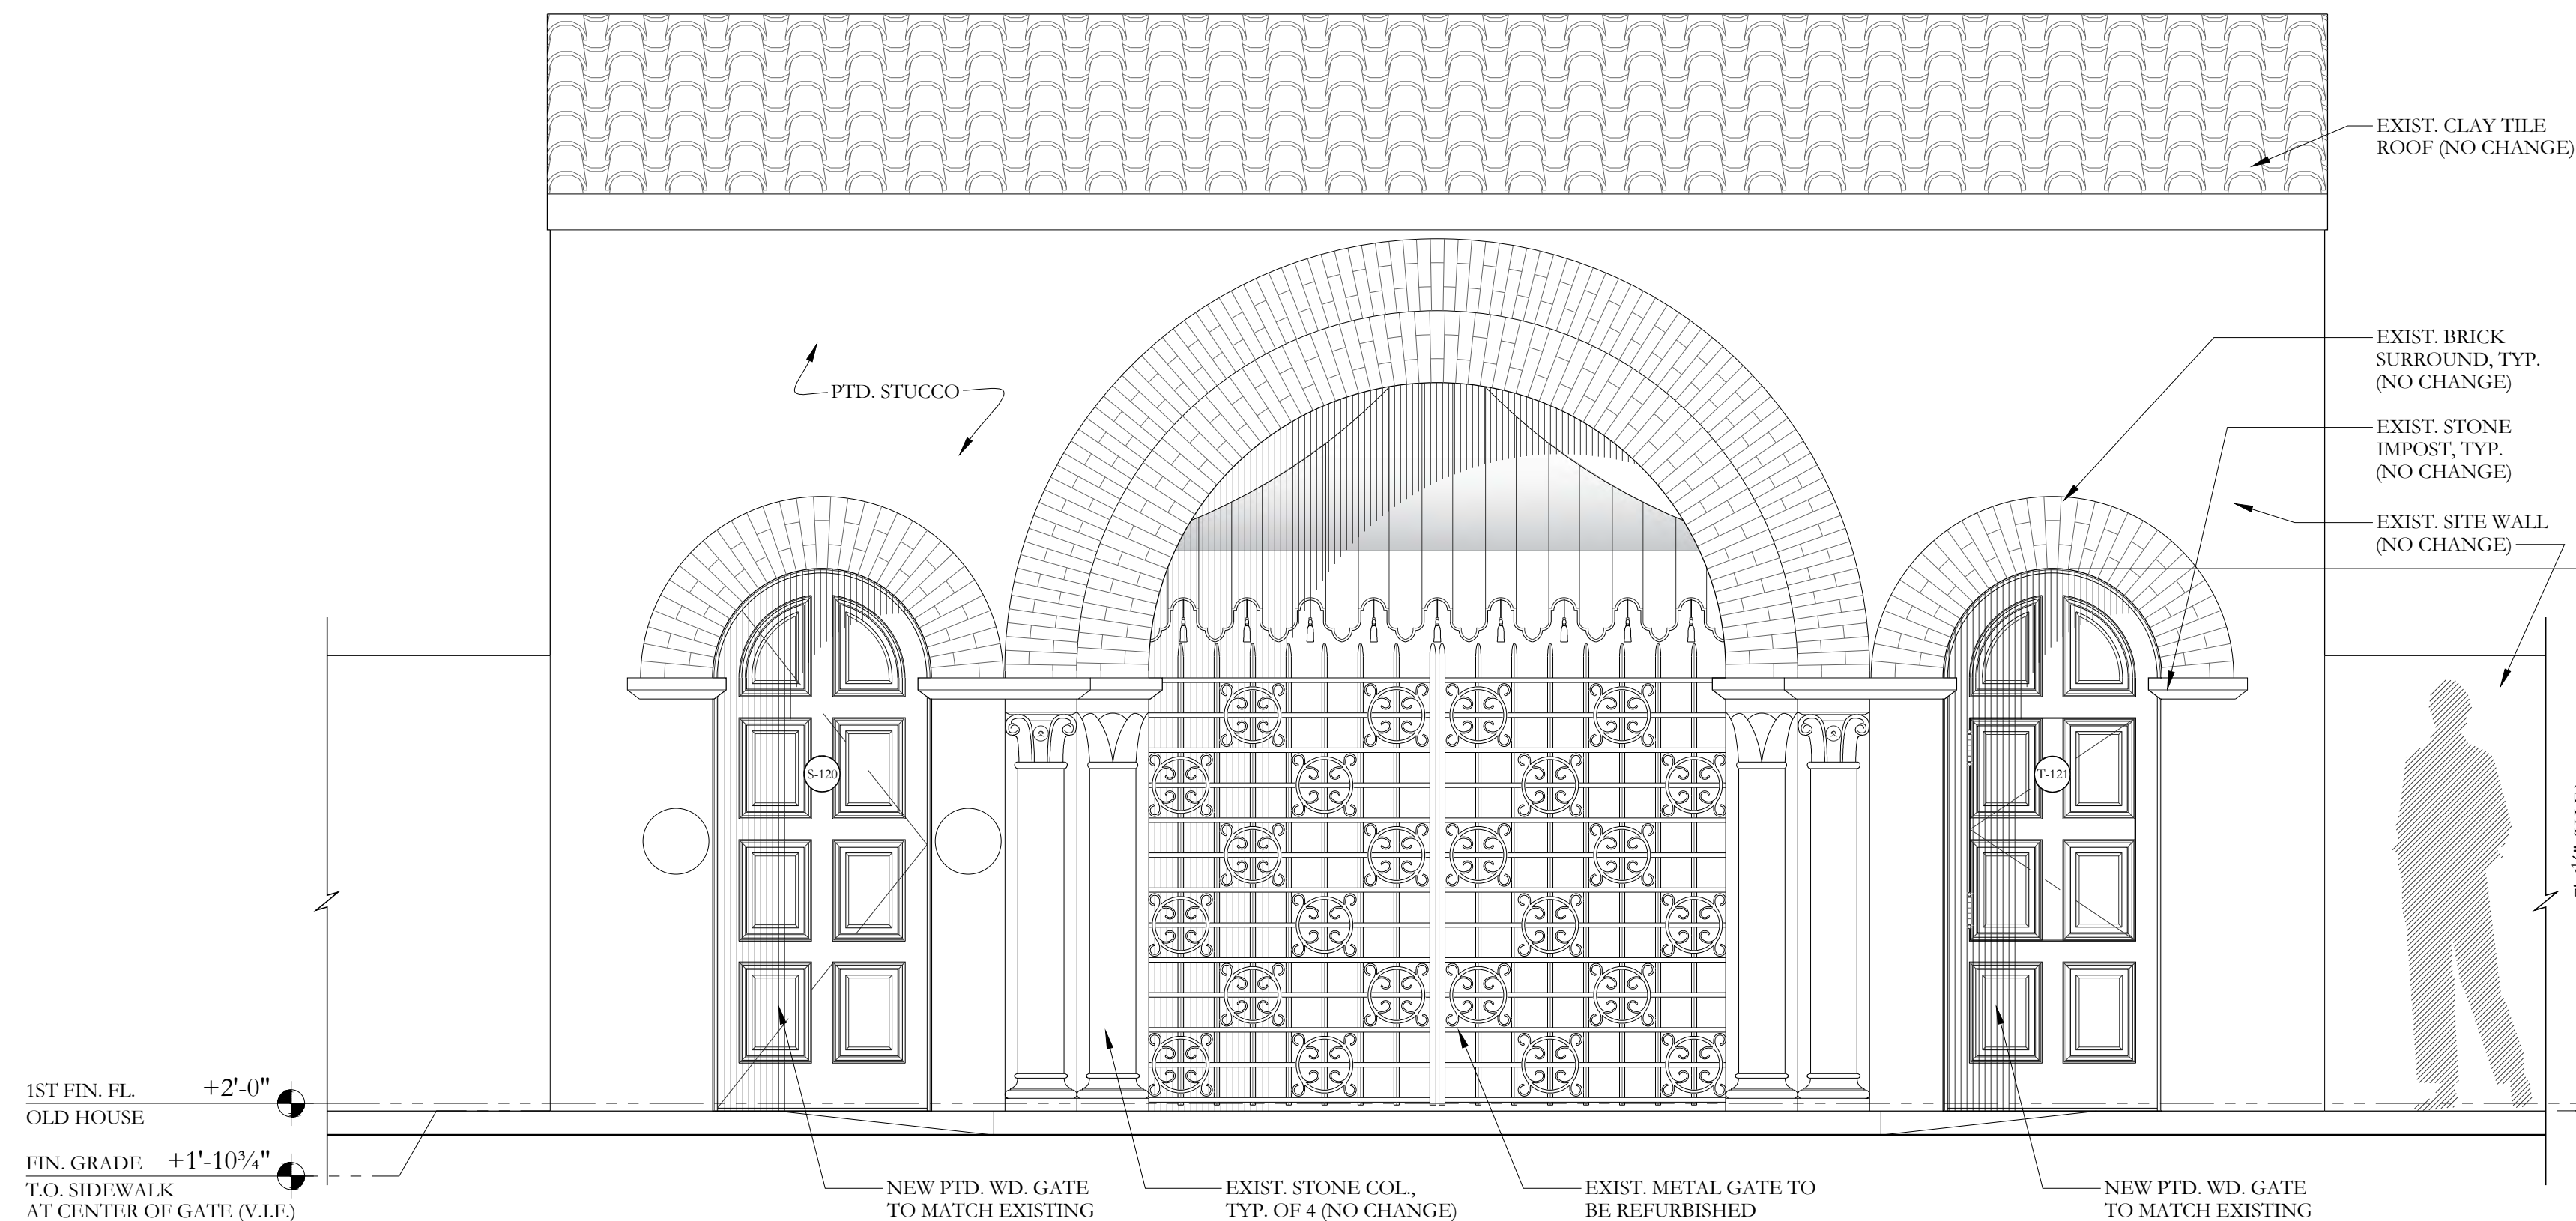 EXIST. CLAY TILE
ROOF (NO CHANGE)
EXIST. BRICK
SURROUND, TYP.
(NO CHANGE)
PTD. STUCCO
EXIST. STONE
IMPOST, TYP.
(NO CHANGE)
EXIST. SITE WALL
(NO CHANGE)
S-120
T-121
1ST FIN. FL. +2'-0"
OLD HOUSE
FIN. GRADE +1'-10¾"
T.O. SIDEWALK
AT CENTER OF GATE (V.I.F.)
NEW PTD. WD. GATE
TO MATCH EXISTING
EXIST. STONE COL.,
TYP. OF 4 (NO CHANGE)
EXIST. METAL GATE TO
BE REFURBISHED
NEW PTD. WD. GATE
TO MATCH EXISTING